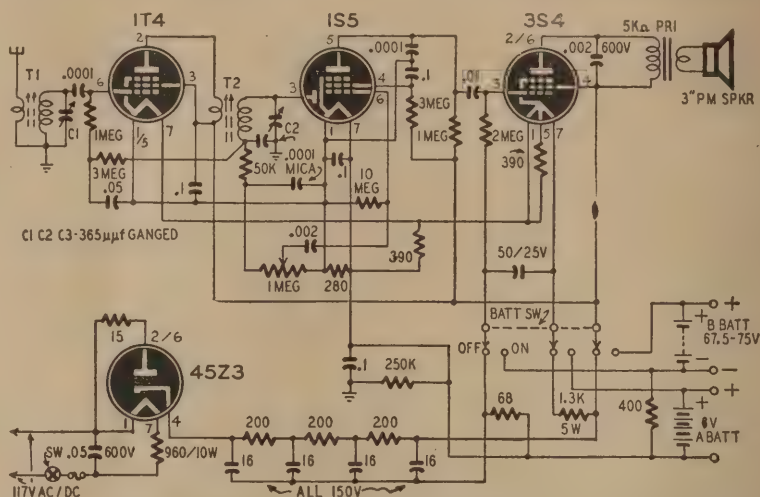 1T4
1S5
3S4
5KΩ PRI
2
5
2/6
.0001
.002
600V
T1
.0001
6
3
T2
3
4
.1
6
.01
3
4
3" PM SPKR
C1
1MEG
1/5
7
C2
1
7
3MEG
1MEG
2MEG
1
5
7
390
3MEG
.05
.1
50K
.0001
MICA
.1
10
MEG
C1 C2 C3-365μμf GANGED
.002
390
50/25V
1MEG
280
BATT SW
+
B BATT
67.5-75V
15
2/6
45Z3
OFF
ON
-
-
+
.1
250K
68
1.3K
5W
400
+
6V
A BATT
-
1
7
4
200
200
200
SW
.05
600V
960/10W
16
16
16
16
117V AC/DC
ALL 150V